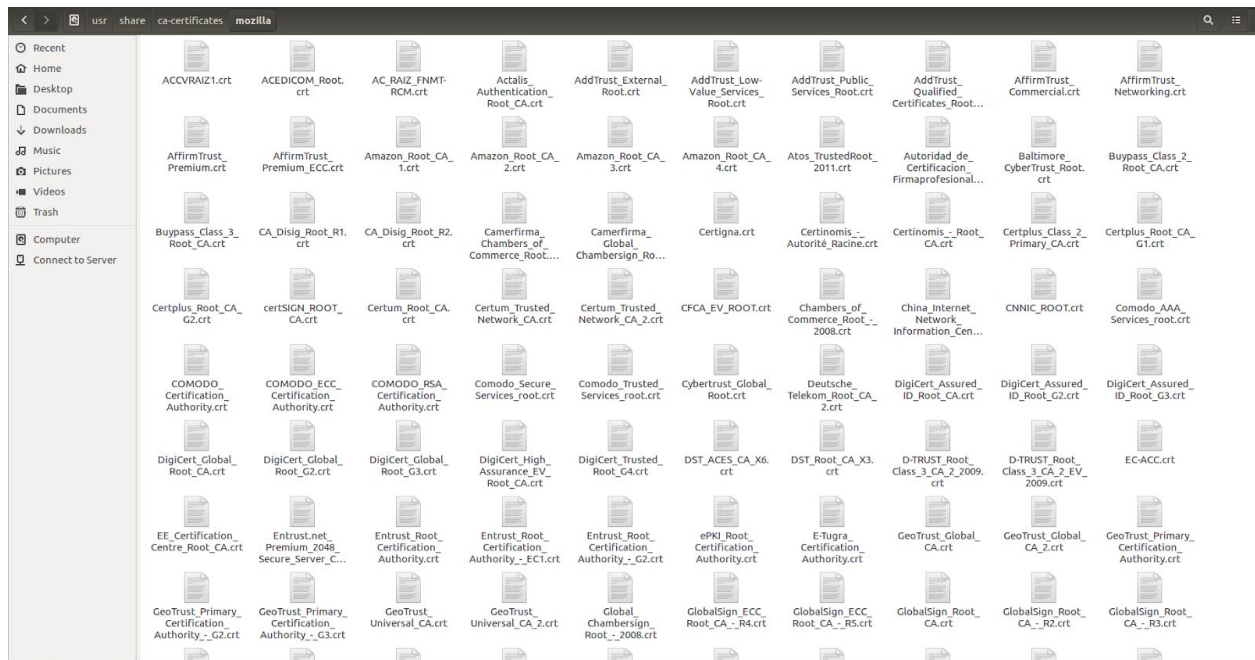 usr share ca-certificates mozilla
Recent
Home
Desktop
Documents
Downloads
Music
Pictures
Videos
Trash
Computer
Connect to Server
ACCVRAIZ1.crt
ACEDICOM_Root.
crt
AC_RAIZ_FNMT-
RCM.crt
Actalis_
Authentication_
Root_CA.crt
AddTrust_External_
Root.crt
AddTrust_Low-
Value_Services_
Root.crt
AddTrust_Public_
Services_Root.crt
AddTrust_
Qualified_
Certificates_Root...
AffirmTrust_
Commercial.crt
AffirmTrust_
Networking.crt
AffirmTrust_
Premium.crt
AffirmTrust_
Premium_ECC.crt
Amazon_Root_CA_
1.crt
Amazon_Root_CA_
2.crt
Amazon_Root_CA_
3.crt
Amazon_Root_CA_
4.crt
Atos_TrustedRoot_
2011.crt
Autoridad_de_
Certificacion_
Firmaprofesional...
Baltimore_
CyberTrust_Root.
crt
Buypass_Class_2_
Root_CA.crt
Buypass_Class_3_
Root_CA.crt
CA_Disig_Root_R1.
crt
CA_Disig_Root_R2.
crt
Camerfirma_
Chambers_of_
Commerce_Root....
Camerfirma_
Global_
Chambersign_Ro...
Certigna.crt
Certinomis_-_
Autorité_Racine.crt
Certinomis_-_Root_
CA.crt
Certplus_Class_2_
Primary_CA.crt
Certplus_Root_CA_
G1.crt
Certplus_Root_CA_
G2.crt
certSIGN_ROOT_
CA.crt
Certum_Root_CA.
crt
Certum_Trusted_
Network_CA.crt
Certum_Trusted_
Network_CA_2.crt
CFCA_EV_ROOT.crt
Chambers_of_
Commerce_Root_-_
2008.crt
China_Internet_
Network_
Information_Cen...
CNNIC_ROOT.crt
Comodo_AAA_
Services_root.crt
COMODO_
Certification_
Authority.crt
COMODO_ECC_
Certification_
Authority.crt
COMODO_RSA_
Certification_
Authority.crt
Comodo_Secure_
Services_root.crt
Comodo_Trusted_
Services_root.crt
Cybertrust_Global_
Root.crt
Deutsche_
Telekom_Root_CA_
2.crt
DigiCert_Assured_
ID_Root_CA.crt
DigiCert_Assured_
ID_Root_G2.crt
DigiCert_Assured_
ID_Root_G3.crt
DigiCert_Global_
Root_CA.crt
DigiCert_Global_
Root_G2.crt
DigiCert_Global_
Root_G3.crt
DigiCert_High_
Assurance_EV_
Root_CA.crt
DigiCert_Trusted_
Root_G4.crt
DST_ACES_CA_X6.
crt
DST_Root_CA_X3.
crt
D-TRUST_Root_
Class_3_CA_2_2009.
crt
D-TRUST_Root_
Class_3_CA_2_EV_
2009.crt
EC-ACC.crt
EE_Certification_
Centre_Root_CA.crt
Entrust.net_
Premium_2048_
Secure_Server_C...
Entrust_Root_
Certification_
Authority.crt
Entrust_Root_
Certification_
Authority_-_EC1.crt
Entrust_Root_
Certification_
Authority_-_G2.crt
ePKI_Root_
Certification_
Authority.crt
E-Tugra_
Certification_
Authority.crt
GeoTrust_Global_
CA.crt
GeoTrust_Global_
CA_2.crt
GeoTrust_Primary_
Certification_
Authority.crt
GeoTrust_Primary_
Certification_
Authority_-_G2.crt
GeoTrust_Primary_
Certification_
Authority_-_G3.crt
GeoTrust_
Universal_CA.crt
GeoTrust_
Universal_CA_2.crt
Global_
Chambersign_
Root_-_2008.crt
GlobalSign_ECC_
Root_CA_-_R4.crt
GlobalSign_ECC_
Root_CA_-_R5.crt
GlobalSign_Root_
CA.crt
GlobalSign_Root_
CA_-_R2.crt
GlobalSign_Root_
CA_-_R3.crt